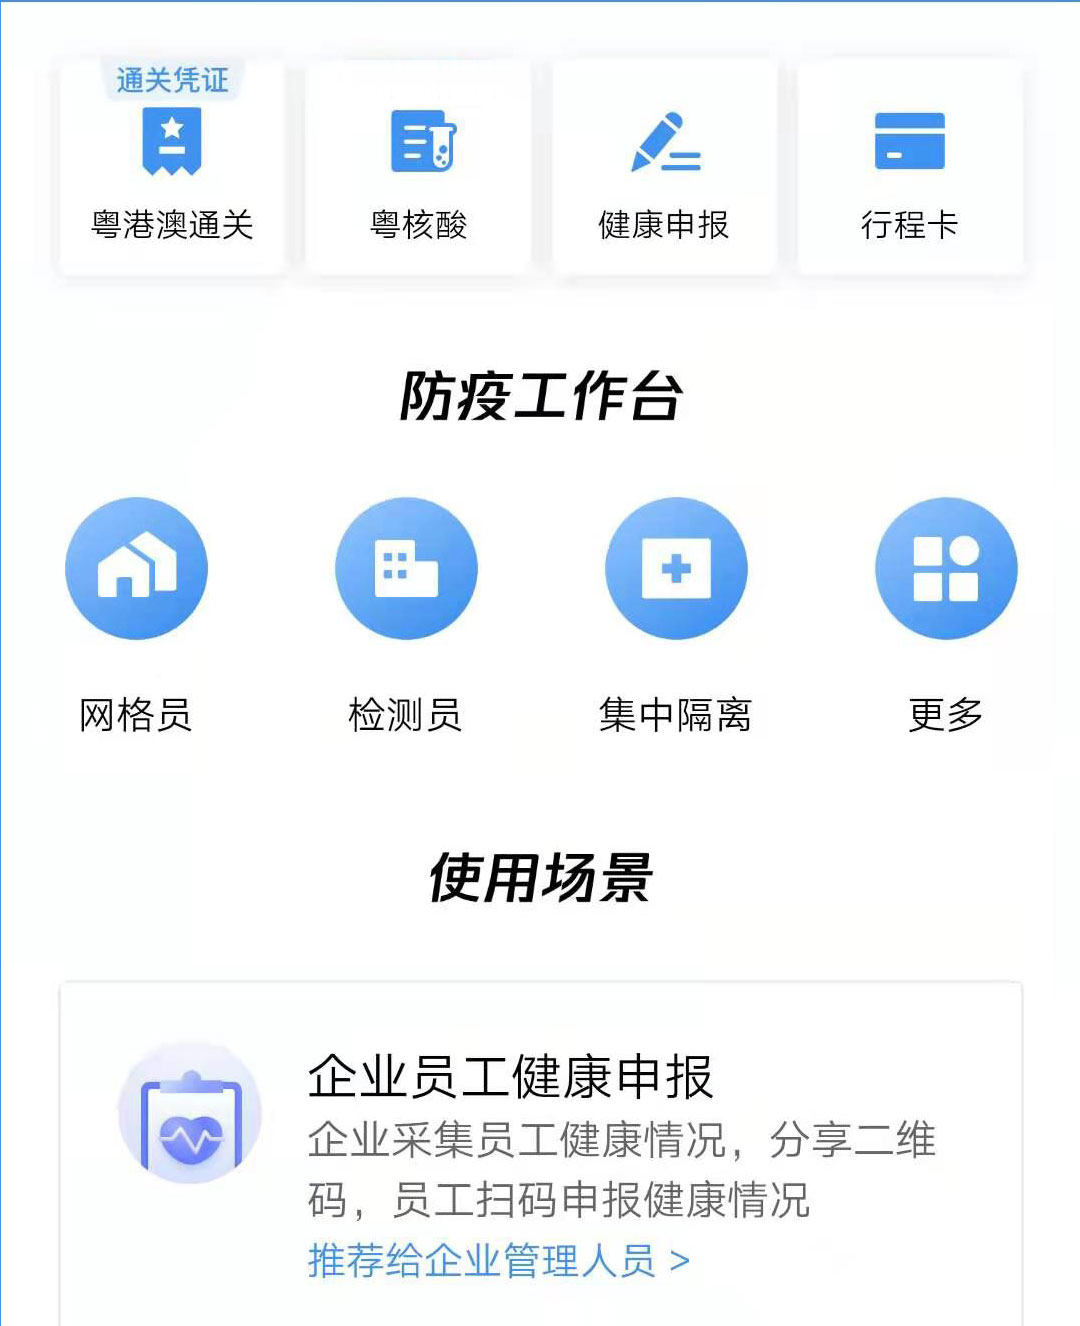 通关凭证
粤港澳通关
粤核酸
健康申报
行程卡
防疫工作台
网格员
检测员
集中隔离
更多
使用场景
企业员工健康申报
企业采集员工健康情况，分享二维
码，员工扫码申报健康情况
推荐给企业管理人员 >